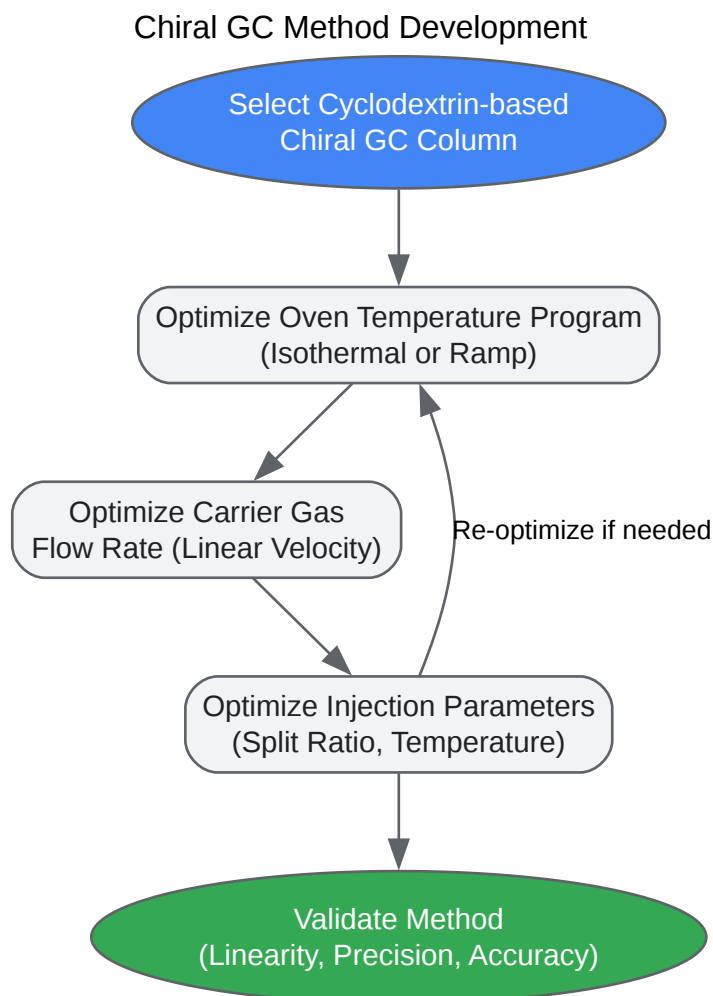 Chiral GC Method Development
Select Cyclodextrin-based
Chiral GC Column
Optimize Oven Temperature Program
(Isothermal or Ramp)
Optimize Carrier Gas
Flow Rate (Linear Velocity)
Re-optimize if needed
Optimize Injection Parameters
(Split Ratio, Temperature)
Validate Method
(Linearity, Precision, Accuracy)